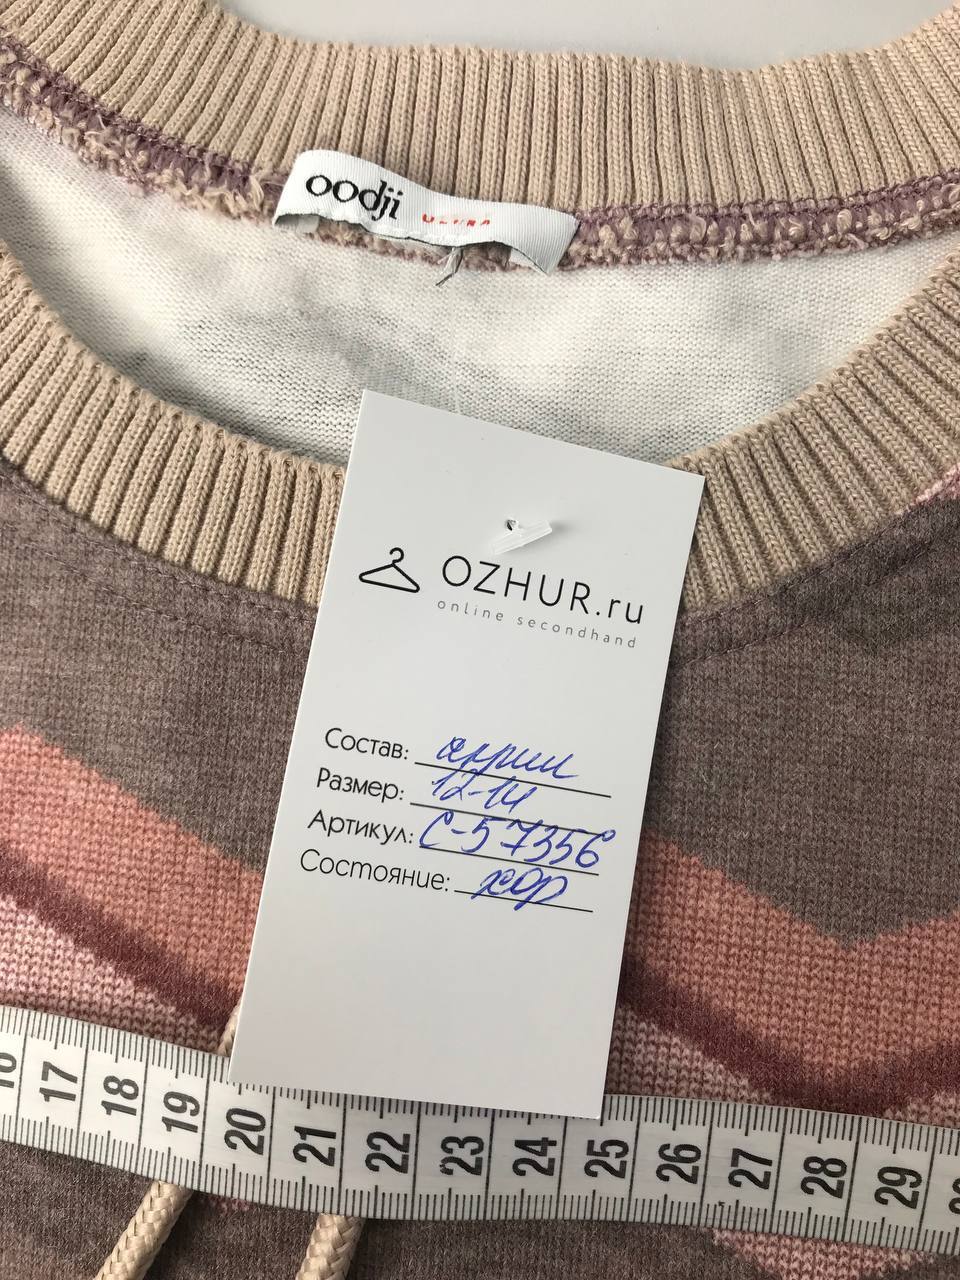 oodji ULTRA
OZHUR.ru
online secondhand
Состав: акрил
Размер: 12-14
Артикул: С-57356
Состояние: хор
16 17 18 19 20 21 22 23 24 25 26 27 28 29